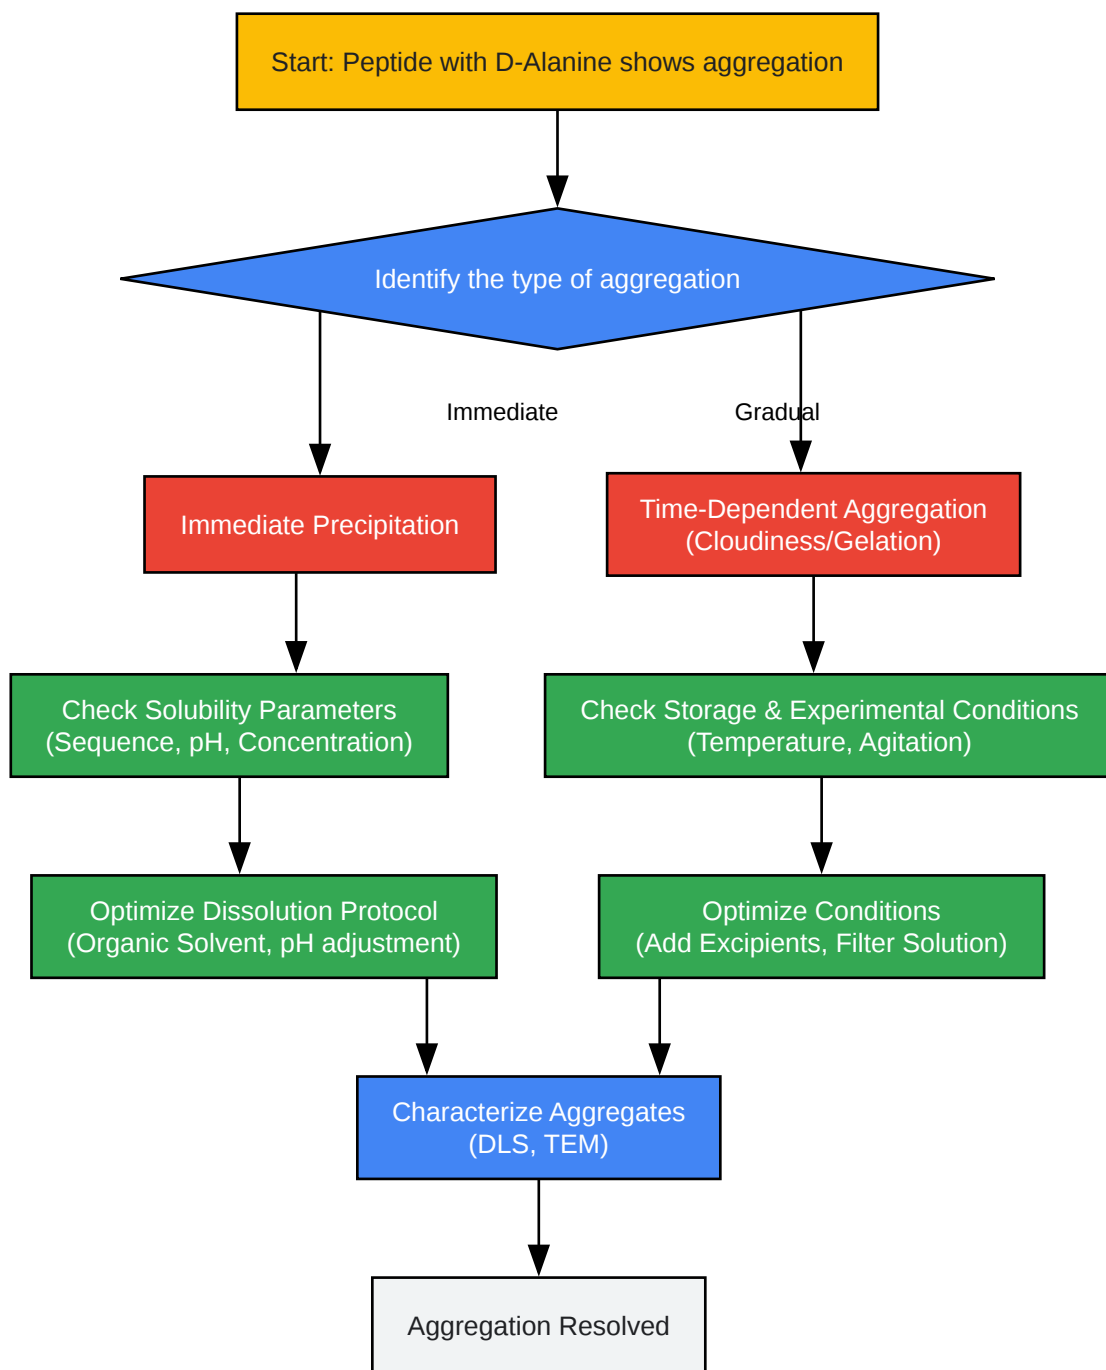 Start: Peptide with D-Alanine shows aggregation
Identify the type of aggregation
Immediate
Gradual
Immediate Precipitation
Time-Dependent Aggregation
(Cloudiness/Gelation)
Check Solubility Parameters
(Sequence, pH, Concentration)
Check Storage & Experimental Conditions
(Temperature, Agitation)
Optimize Dissolution Protocol
(Organic Solvent, pH adjustment)
Optimize Conditions
(Add Excipients, Filter Solution)
Characterize Aggregates
(DLS, TEM)
Aggregation Resolved